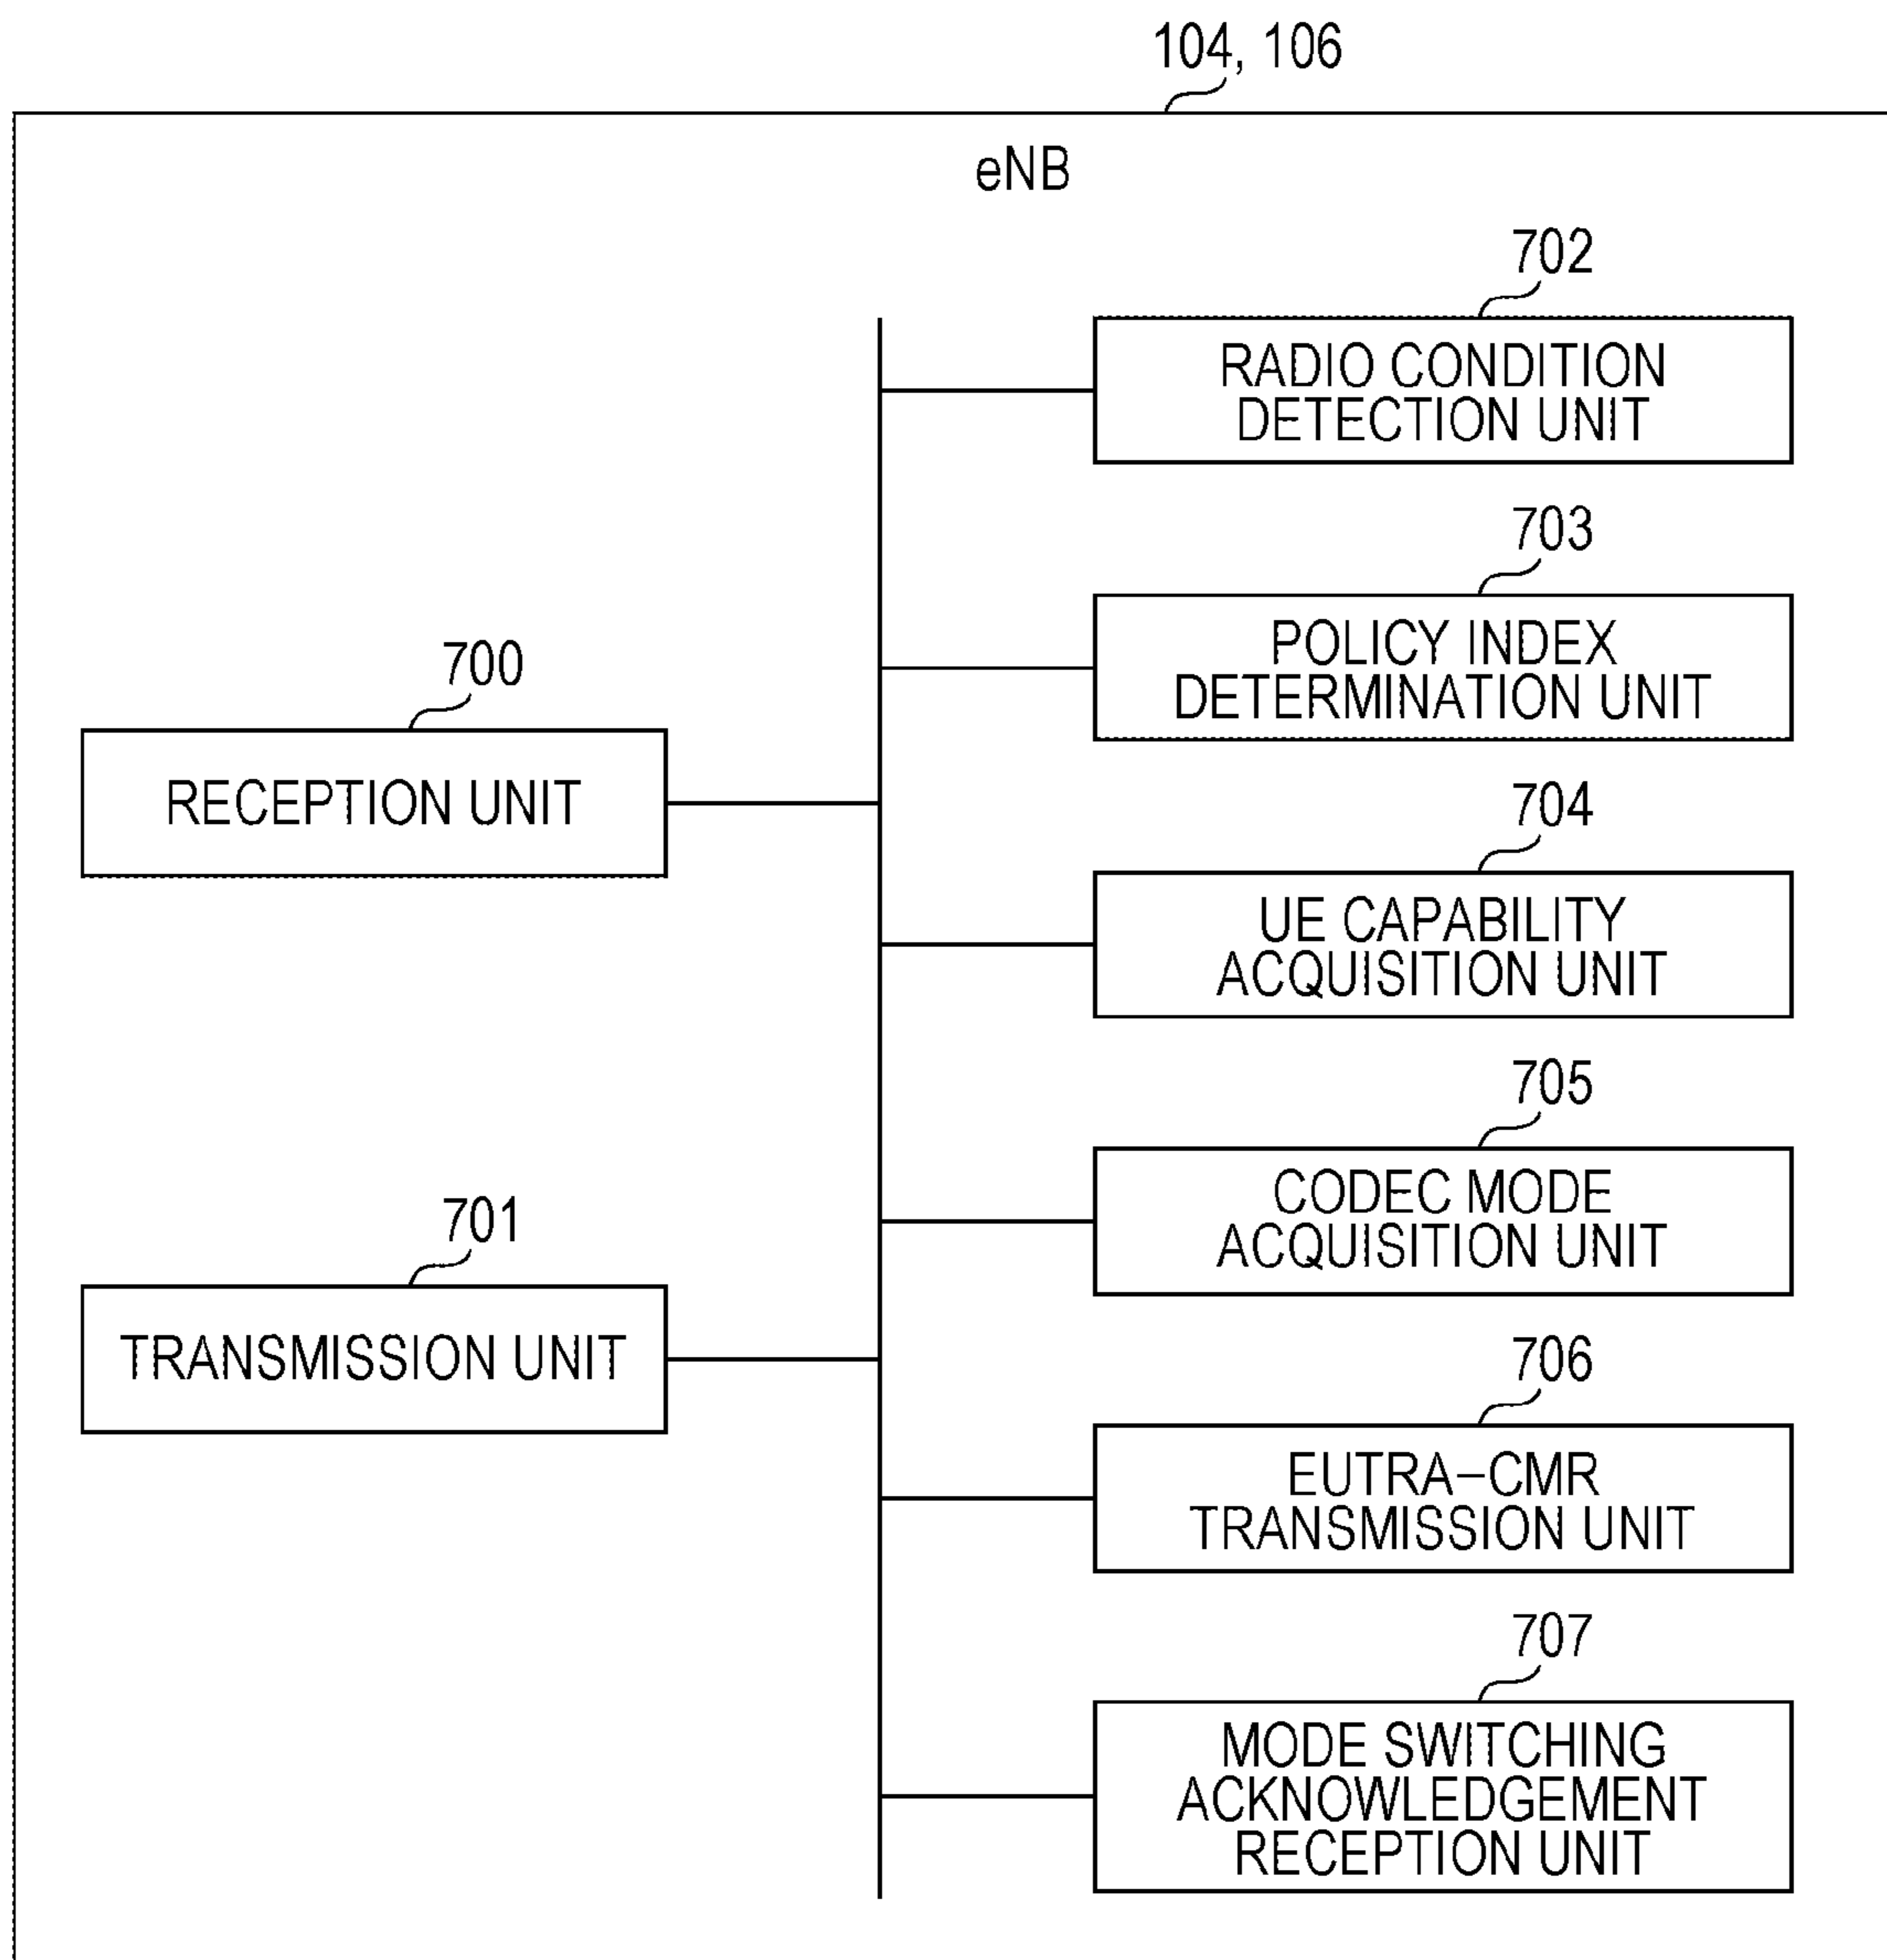 104, 106
eNB
702
RADIO CONDITION
DETECTION UNIT
703
POLICY INDEX
DETERMINATION UNIT
700
RECEPTION UNIT
704
UE CAPABILITY
ACQUISITION UNIT
705
CODEC MODE
ACQUISITION UNIT
701
TRANSMISSION UNIT
706
EUTRA-CMR
TRANSMISSION UNIT
707
MODE SWITCHING
ACKNOWLEDGEMENT
RECEPTION UNIT